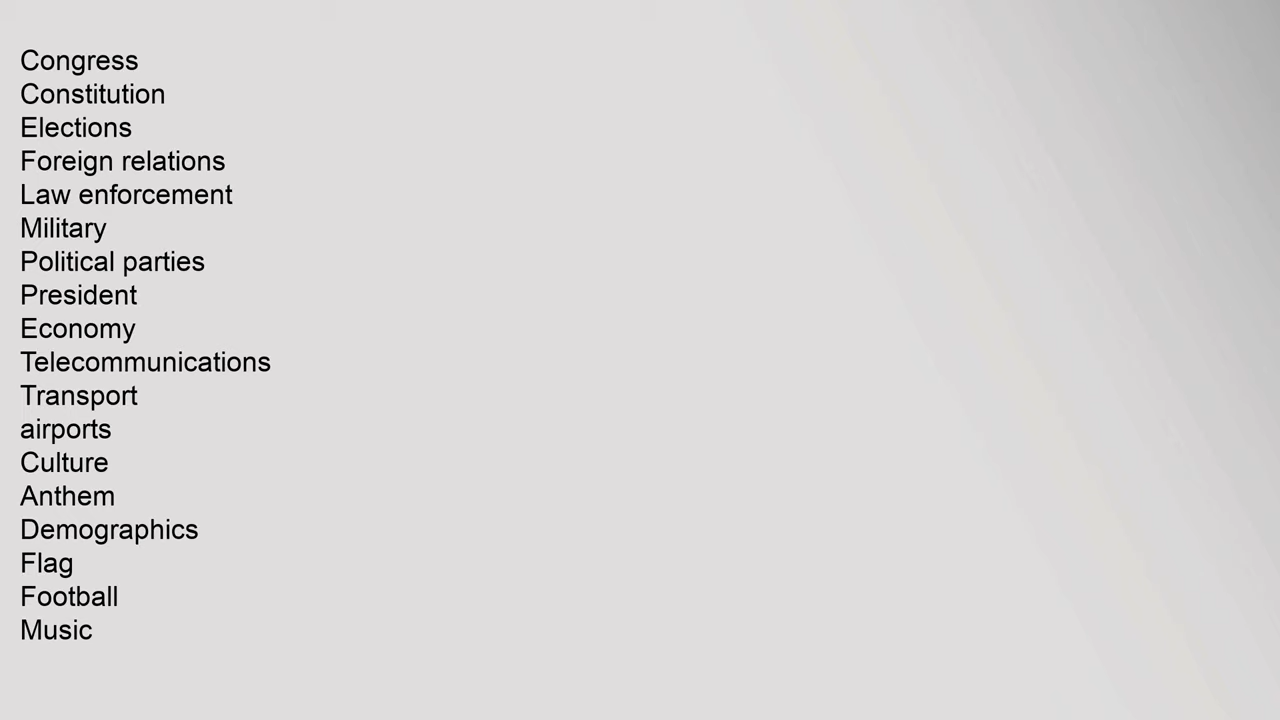 Congress
Constitution
Elections
Foreign relations
Law enforcement
Military
Political parties
President
Economy
Telecommunications
Transport
airports
Culture
Anthem
Demographics
Flag
Football
Music